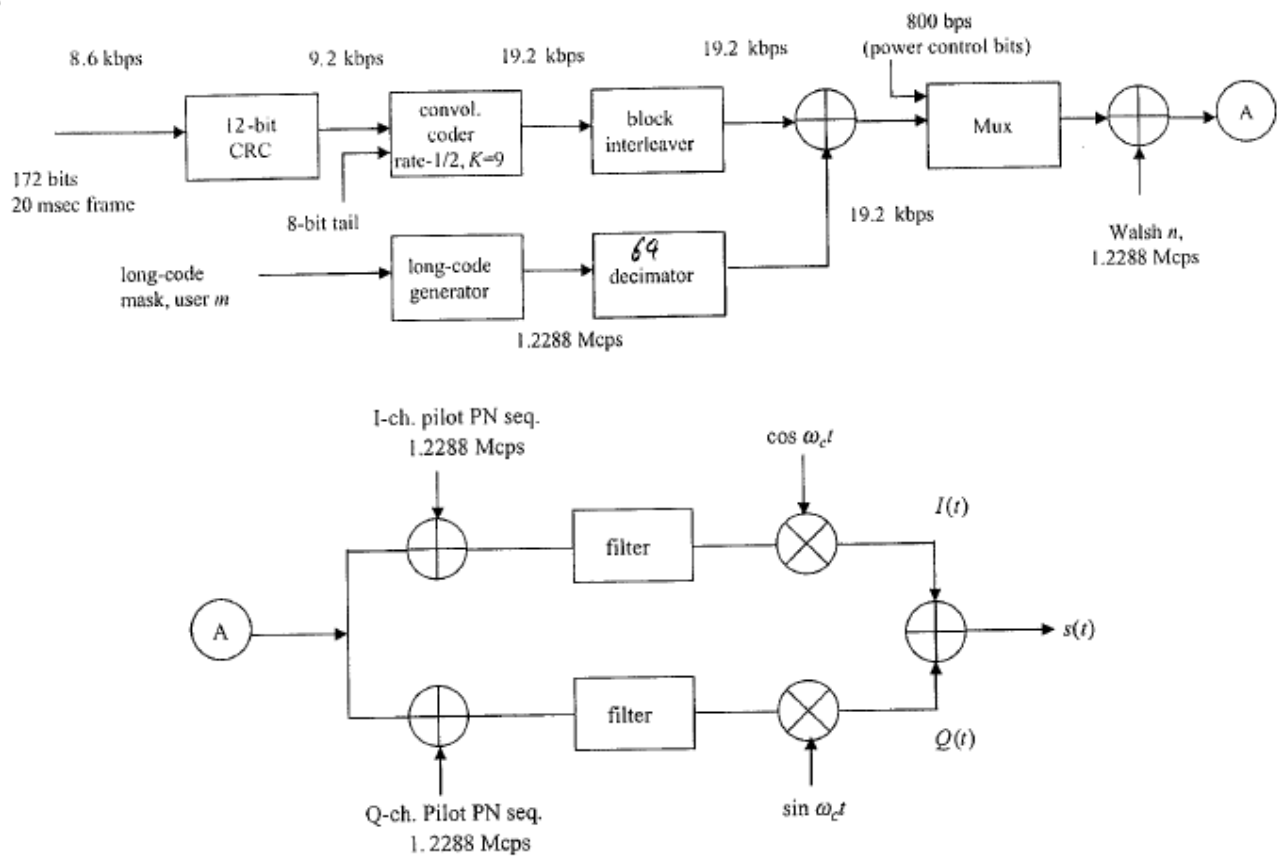 8.6 kbps
9.2 kbps
19.2 kbps
19.2 kbps
800 bps
(power control bits)
12-bit
CRC
convol.
coder
rate-1/2, K=9
block
interleaver
Mux
A
172 bits
20 msec frame
8-bit tail
19.2 kbps
Walsh n,
1.2288 Mcps
long-code
mask, user m
long-code
generator
64
decimator
1.2288 Mcps
I-ch. pilot PN seq.
1.2288 Mcps
cos ωct
filter
I(t)
A
s(t)
filter
Q(t)
Q-ch. Pilot PN seq.
1.2288 Mcps
sin ωct